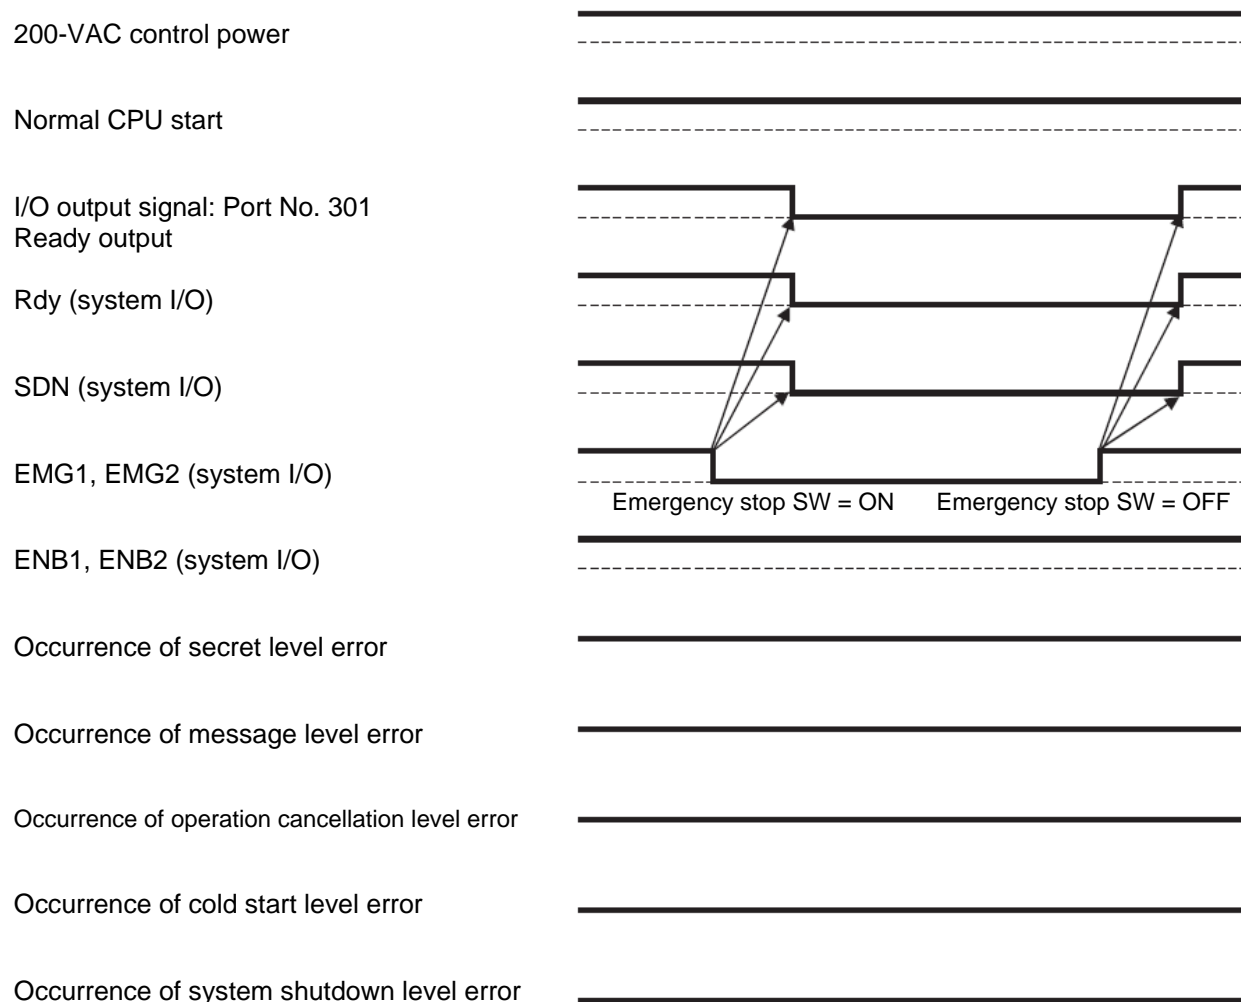 200-VAC control power
Normal CPU start
I/O output signal: Port No. 301
Ready output
Rdy (system I/O)
SDN (system I/O)
EMG1, EMG2 (system I/O)
Emergency stop SW = ON
Emergency stop SW = OFF
ENB1, ENB2 (system I/O)
Occurrence of secret level error
Occurrence of message level error
Occurrence of operation cancellation level error
Occurrence of cold start level error
Occurrence of system shutdown level error